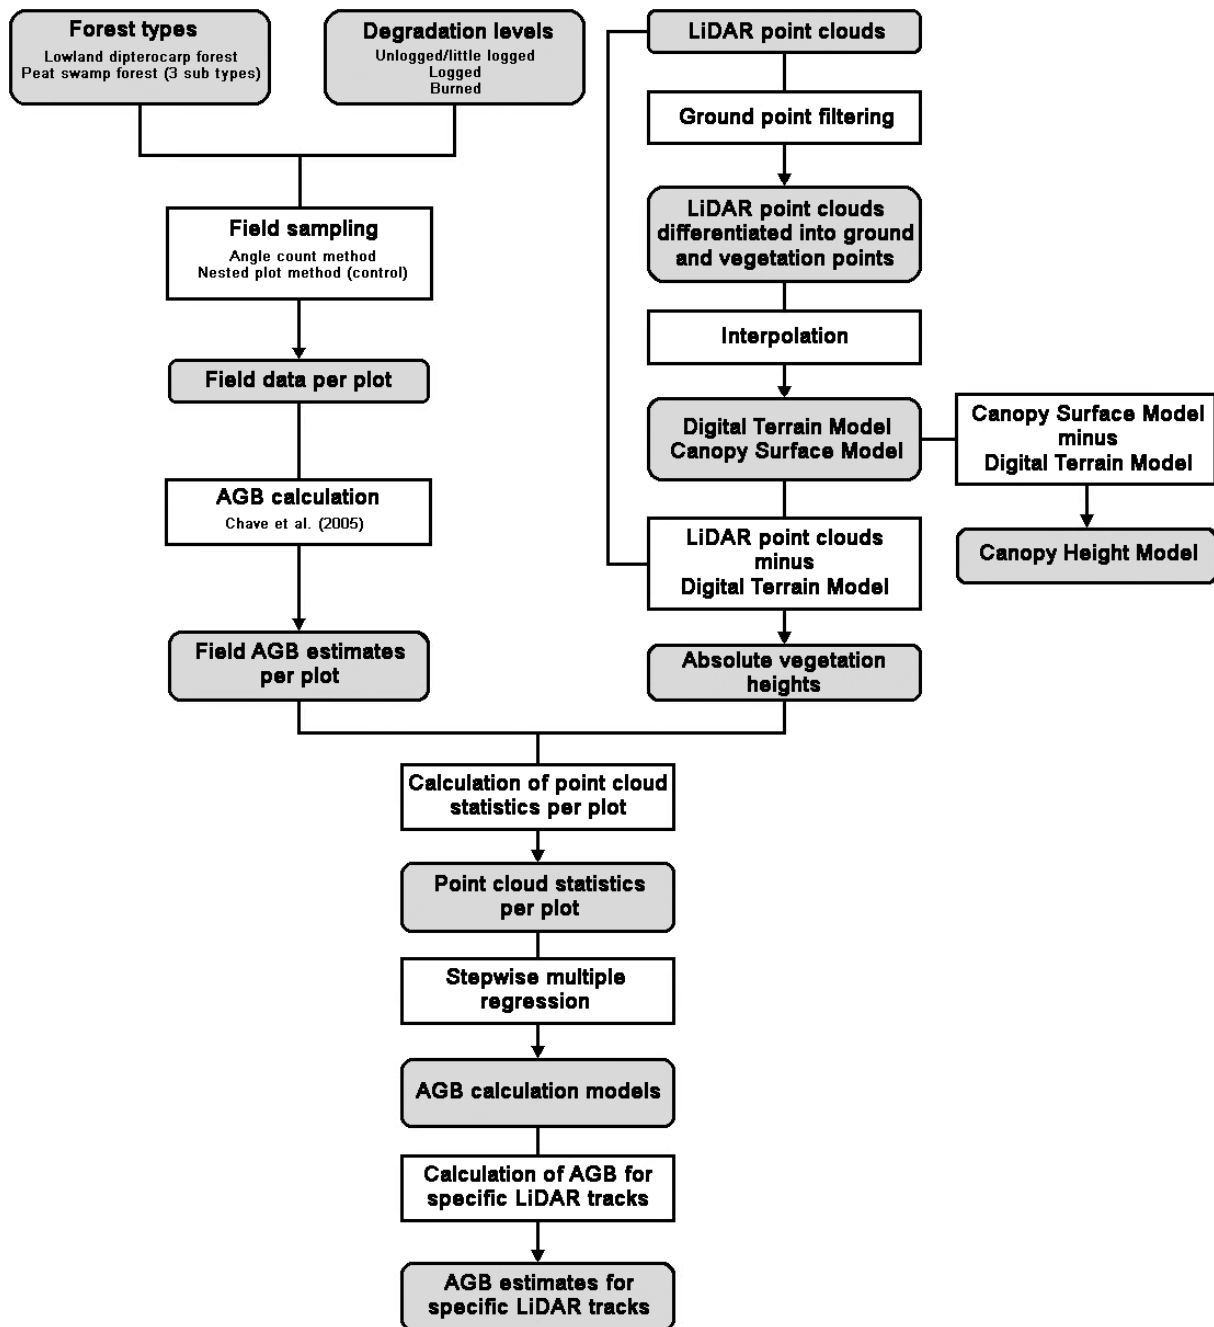 Forest types
Lowland dipterocarp forest
Peat swamp forest (3 sub types)
Degradation levels
Unlogged/little logged
Logged
Burned
Field sampling
Angle count method
Nested plot method (control)
Field data per plot
AGB calculation
Chave et al. (2005)
Field AGB estimates
per plot
LiDAR point clouds
Ground point filtering
LiDAR point clouds
differentiated into ground
and vegetation points
Interpolation
Digital Terrain Model
Canopy Surface Model
Canopy Surface Model
minus
Digital Terrain Model
Canopy Height Model
LiDAR point clouds
minus
Digital Terrain Model
Absolute vegetation
heights
Calculation of point cloud
statistics per plot
Point cloud statistics
per plot
Stepwise multiple
regression
AGB calculation models
Calculation of AGB for
specific LiDAR tracks
AGB estimates for
specific LiDAR tracks